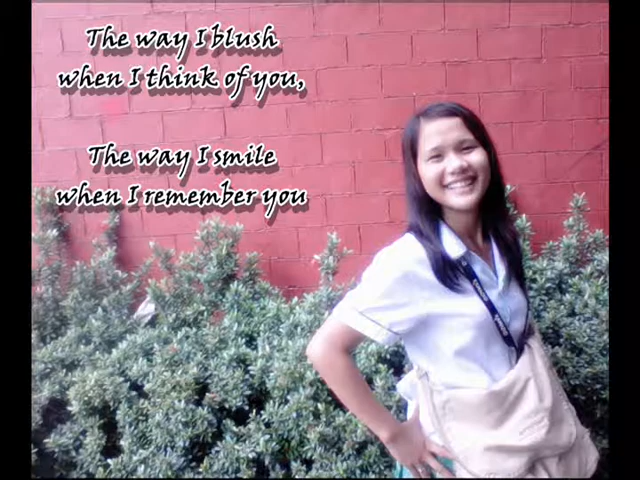 The way I blush
when I think of you,
The way I smile
when I remember you